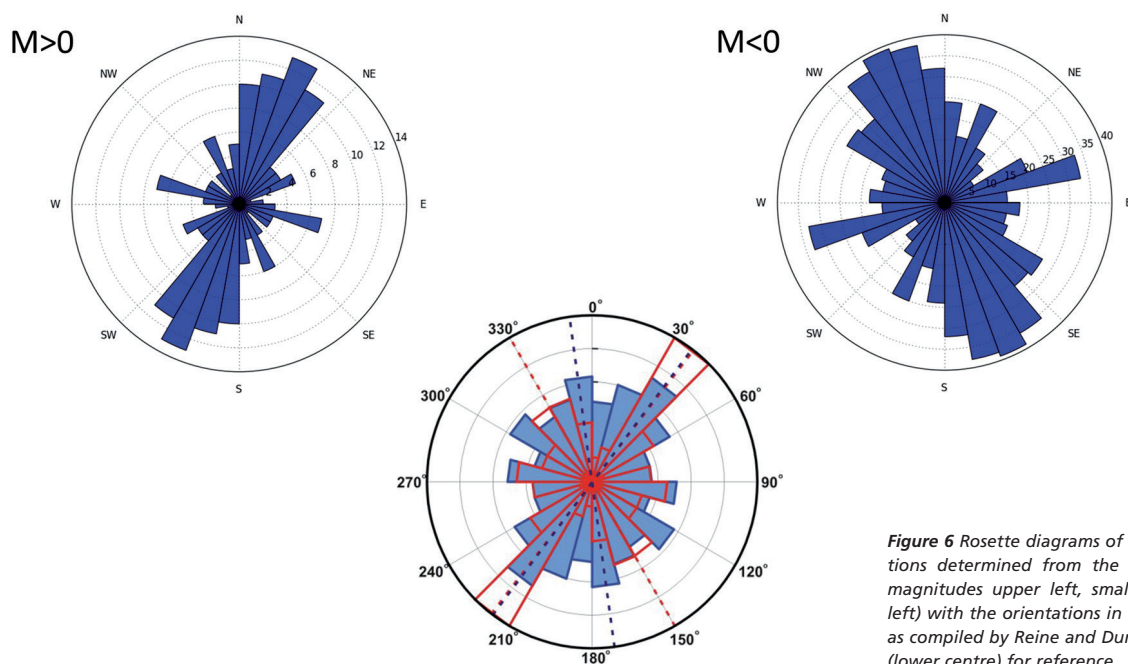 M>0
N
NW
NE
14
12
10
8
6
4
2
W
E
SW
SE
S
M<0
N
NW
NE
40
35
30
25
20
15
10
5
W
E
SW
SE
S
0°
330°
30°
300°
60°
270°
90°
240°
120°
210°
150°
180°
Figure 6 Rosette diagrams of
tions determined from the
magnitudes upper left, smal
left) with the orientations in
as compiled by Reine and Dur
(lower centre) for reference.